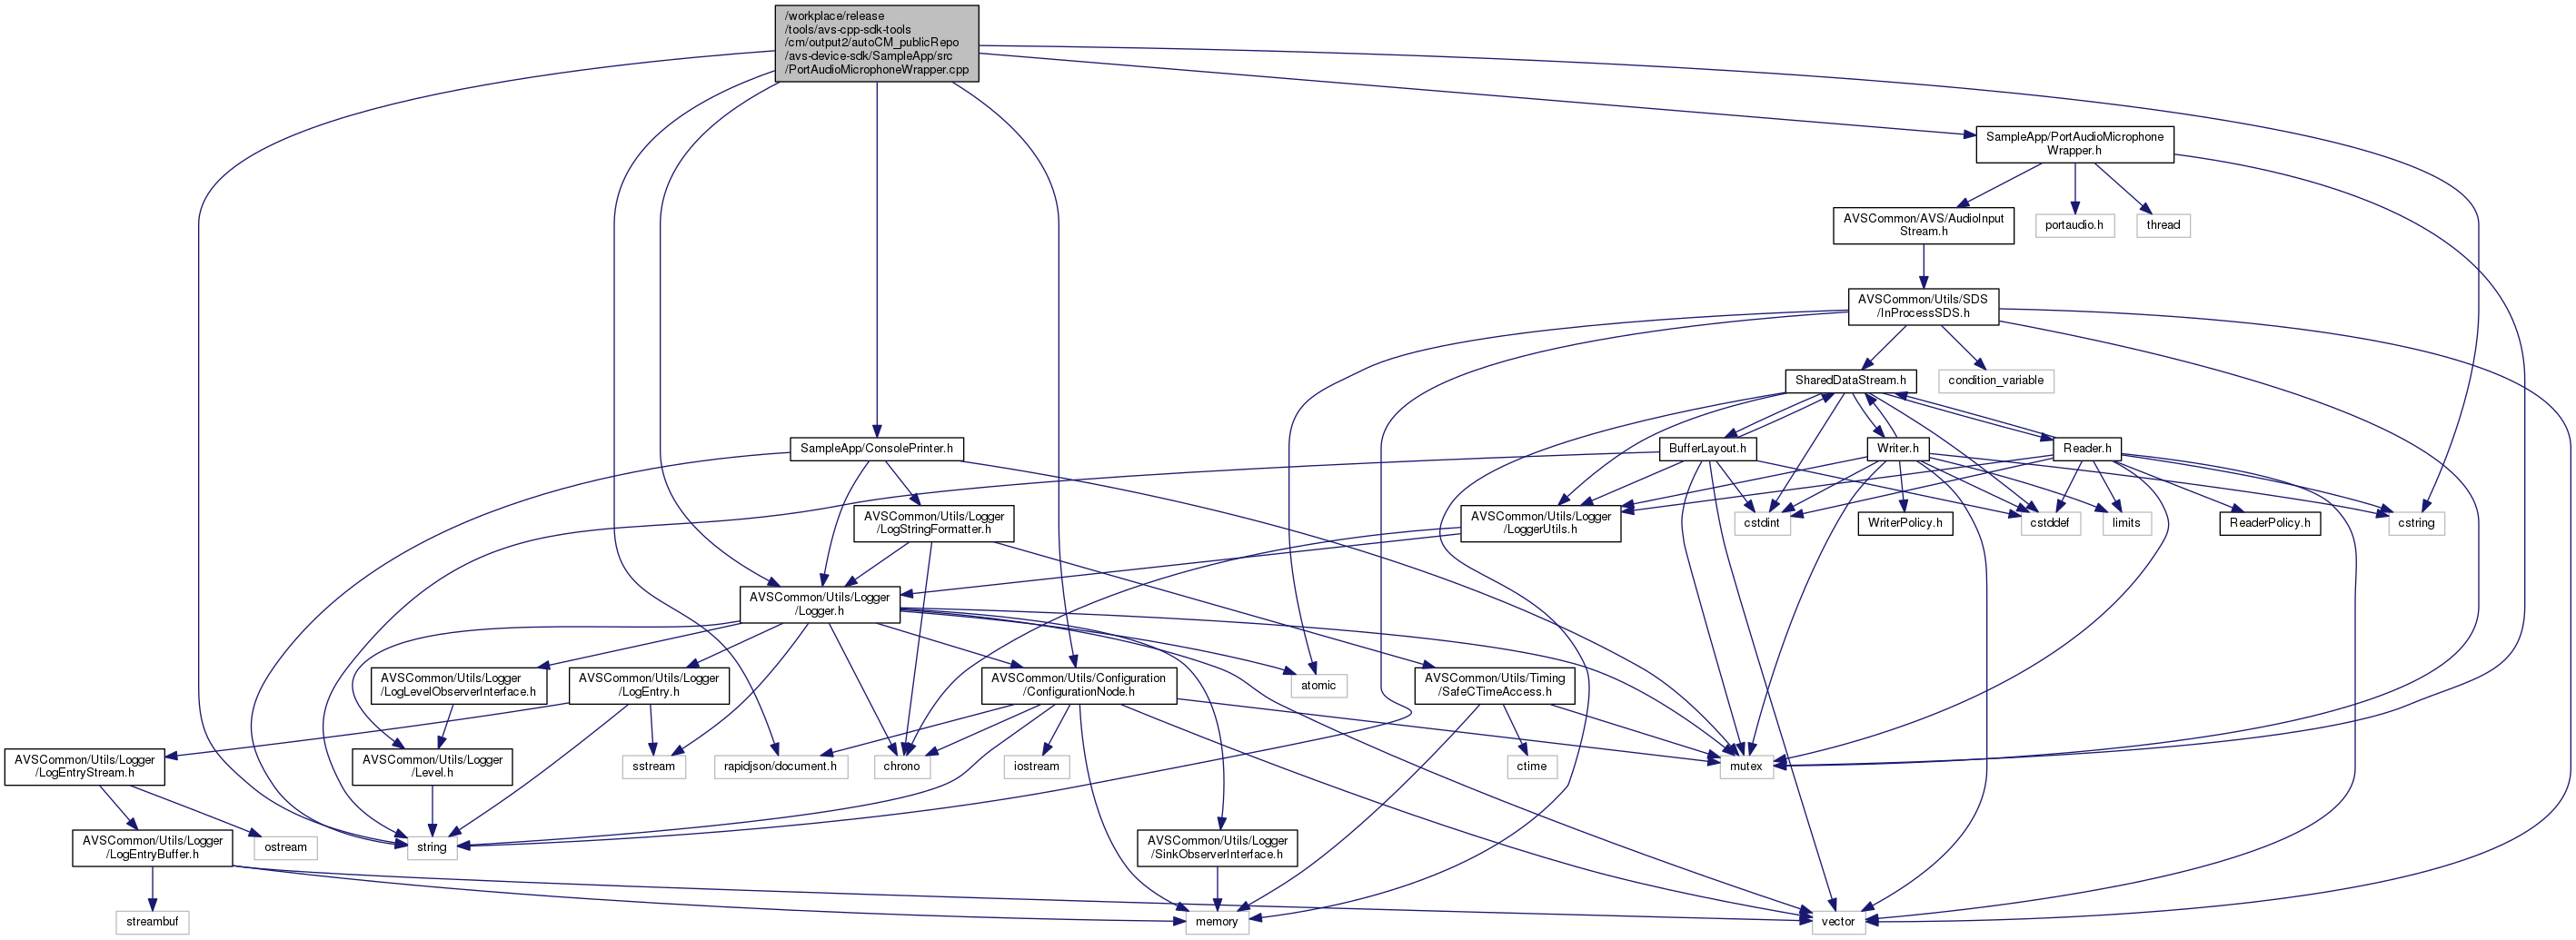 /workplace/release
/tools/avs-cpp-sdk-tools
/cm/output2/autoCM_publicRepo
/avs-device-sdk/SampleApp/src
/PortAudioMicrophoneWrapper.cpp
SampleApp/PortAudioMicrophone
Wrapper.h
AVSCommon/AVS/AudioInput
Stream.h
portaudio.h
thread
AVSCommon/Utils/SDS
/InProcessSDS.h
SharedDataStream.h
condition_variable
SampleApp/ConsolePrinter.h
BufferLayout.h
Writer.h
Reader.h
AVSCommon/Utils/Logger
/LogStringFormatter.h
AVSCommon/Utils/Logger
/LoggerUtils.h
cstdint
WriterPolicy.h
cstddef
limits
ReaderPolicy.h
cstring
AVSCommon/Utils/Logger
/Logger.h
AVSCommon/Utils/Logger
/LogLevelObserverInterface.h
AVSCommon/Utils/Logger
/LogEntry.h
AVSCommon/Utils/Configuration
/ConfigurationNode.h
atomic
AVSCommon/Utils/Timing
/SafeCTimeAccess.h
AVSCommon/Utils/Logger
/LogEntryStream.h
AVSCommon/Utils/Logger
/Level.h
sstream
rapidjson/document.h
chrono
iostream
ctime
mutex
AVSCommon/Utils/Logger
/LogEntryBuffer.h
ostream
string
AVSCommon/Utils/Logger
/SinkObserverInterface.h
streambuf
memory
vector